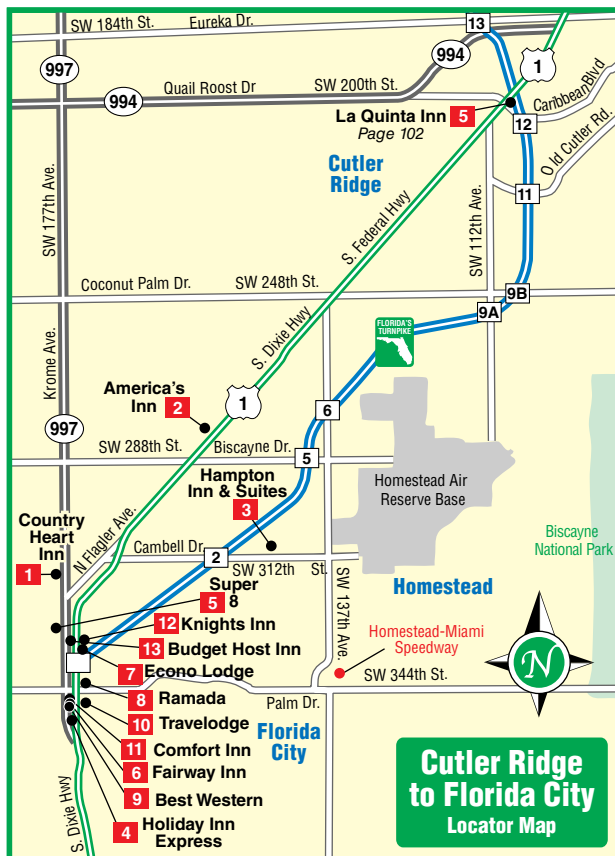 SW 184th St.
Eureka Dr.
13
997
994
1
Quail Roost Dr
SW 200th St.
994
La Quinta Inn 5
Page 102
12
CaribbeanBlvd
Old Cutler Rd.
Cutler
Ridge
11
SW 177th Ave.
S. Federal Hwy
SW 112th Ave.
Coconut Palm Dr.
SW 248th St.
9B
9A
S. Dixie Hwy
FLORIDA'S
TURNPIKE
Krome Ave.
America's
Inn 2
1
6
997
SW 288th St.
Biscayne Dr.
5
Hampton
Inn & Suites
3
Homestead Air
Reserve Base
Country
Heart
Inn
1
N Flagler Ave.
Cambell Dr.
2
SW 312th St.
Biscayne
National Park
Super
5 8
Homestead
SW 137th Ave.
12 Knights Inn
13 Budget Host Inn
7 Econo Lodge
Homestead-Miami
Speedway
N
SW 344th St.
8 Ramada
Palm Dr.
10 Travelodge
Florida
City
11 Comfort Inn
6 Fairway Inn
9 Best Western
4 Holiday Inn
Express
S. Dixie Hwy
Cutler Ridge
to Florida City
Locator Map